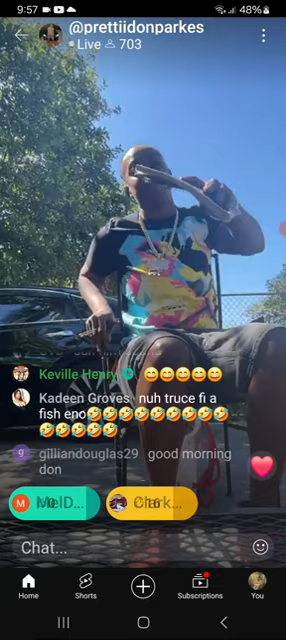 9:57
48%
@prettiidonparkes
Live 703
Keville Henry
Kadeen Groves nuh truce fi a
fish eno🤣🤣🤣🤣🤣🤣🤣🤣🤣
🤣🤣🤣🤣🤣
g gilliandouglas29 good morning
don
M
Chat...
Home Shorts Subscriptions You